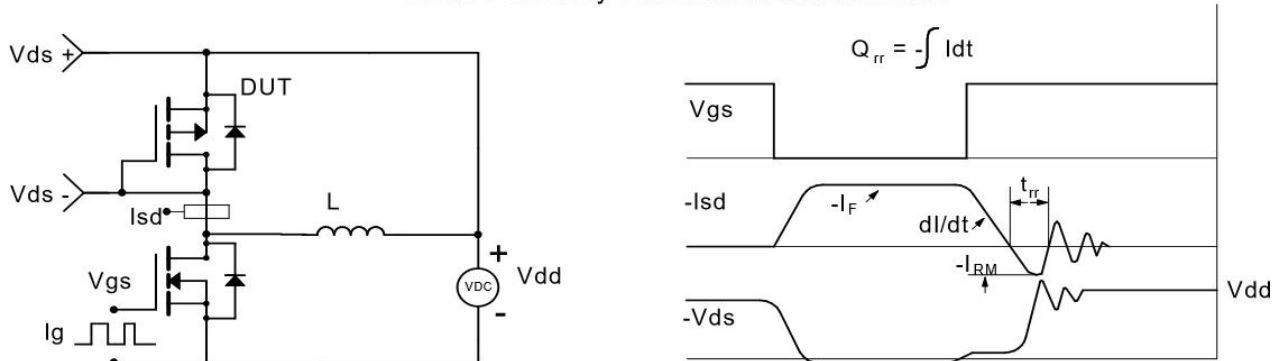 Vds +
DUT
Vds -
Isd
L
Vgs
Ig
+
VDC
-
Vdd
Q rr = -∫ Idt
Vgs
-Isd
-I F
dI/dt
t rr
-I RM
Vdd
-Vds